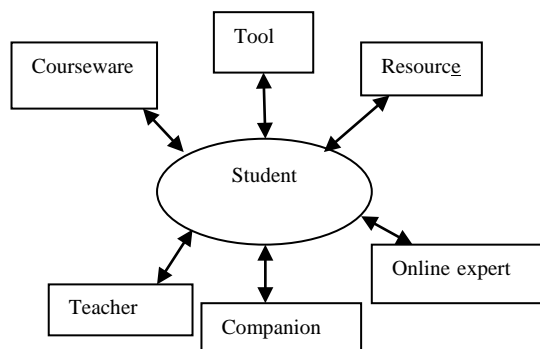 Tool
Courseware
Resource
Student
Online expert
Teacher
Companion